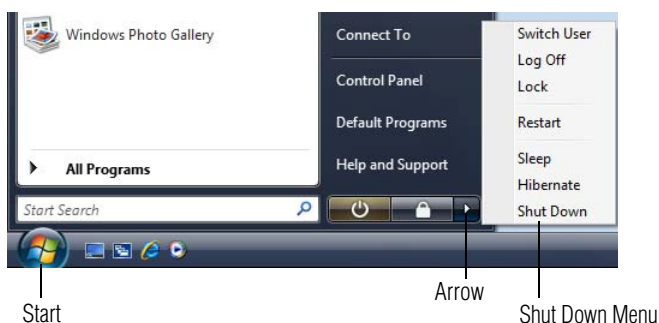 Windows Photo Gallery
All Programs
Start Search
Connect To
Control Panel
Default Programs
Help and Support
Switch User
Log Off
Lock
Restart
Sleep
Hibernate
Shut Down
Start
Arrow
Shut Down Menu